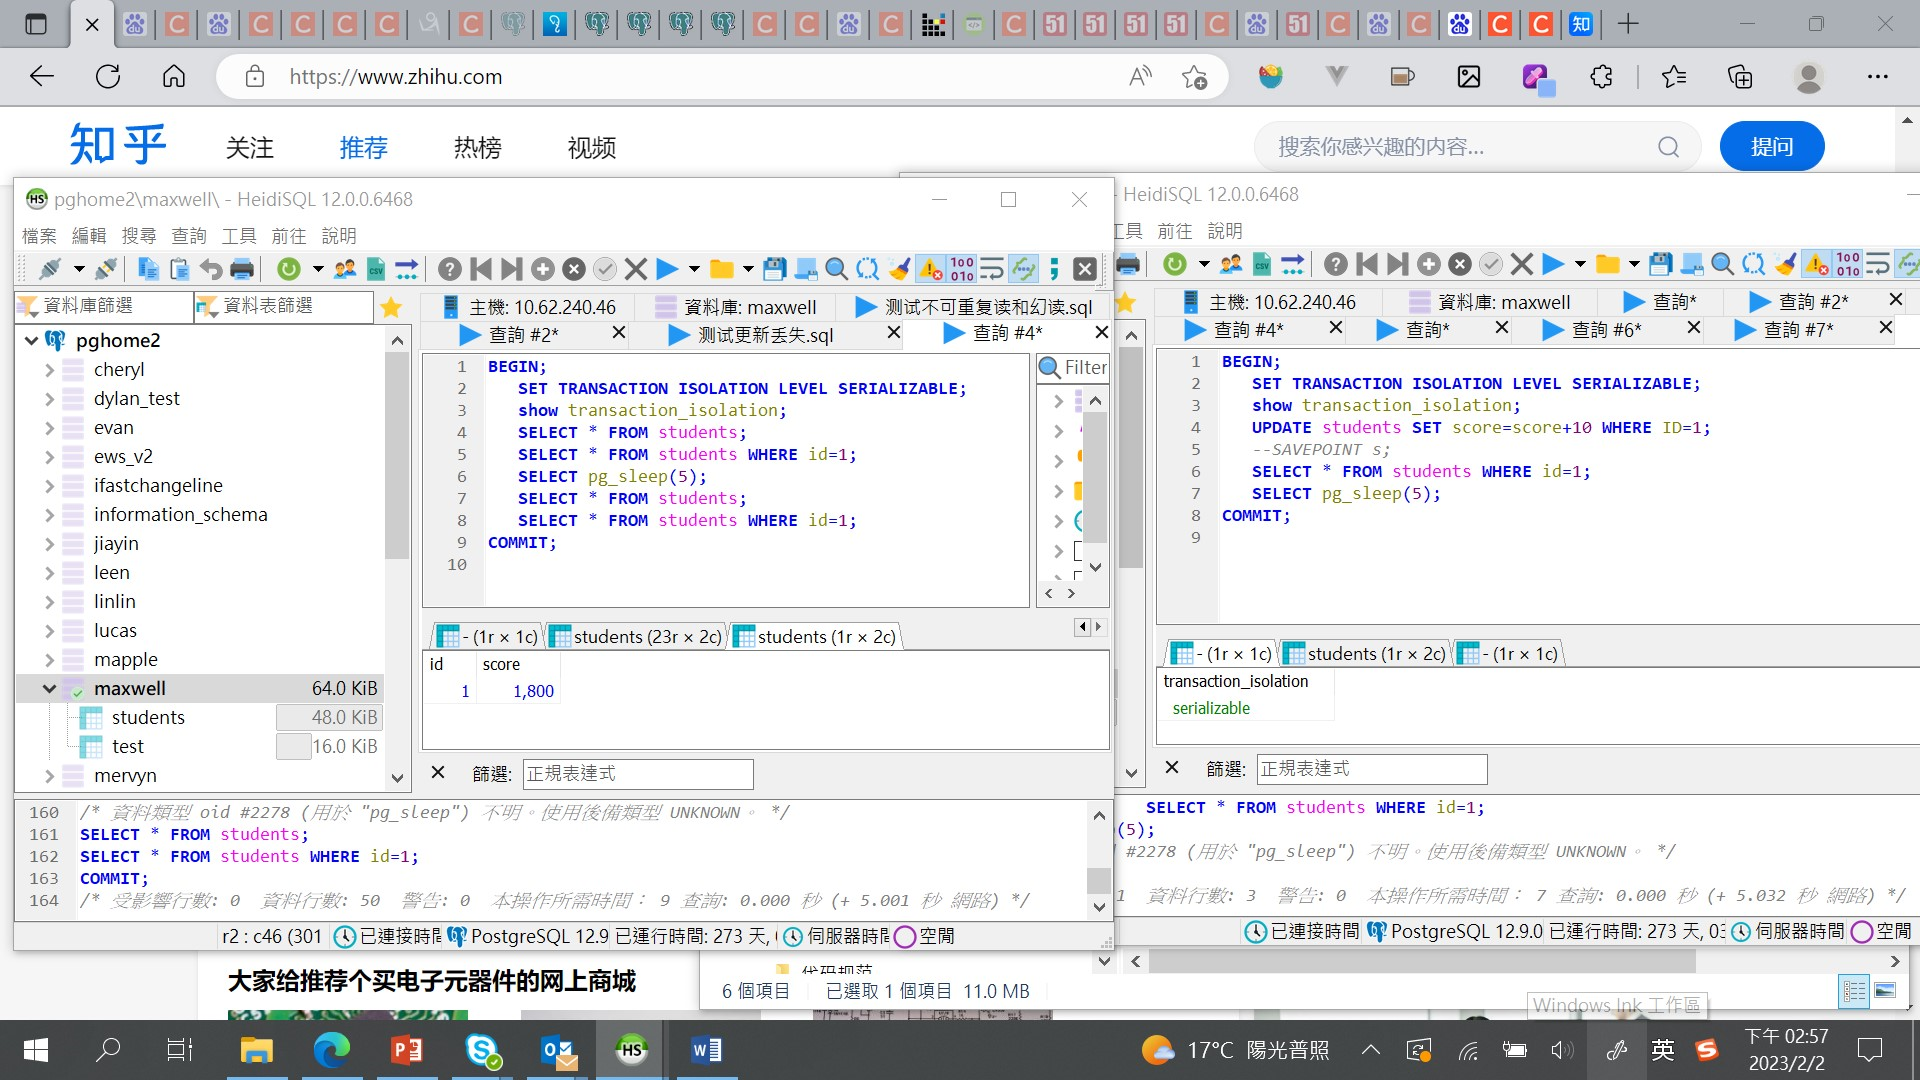 https://www.zhihu.com
知乎
关注
推荐
热榜
视频
搜索你感兴趣的内容...
提问
pghome2\maxwell\ - HeidiSQL 12.0.0.6468
檔案 編輯 搜尋 查詢 工具 前往 說明
資料庫篩選
資料表篩選
主機: 10.62.240.46
資料庫: maxwell
测试不可重复读和幻读.sql
查詢 #2*
测试更新丢失.sql
查詢 #4*
pghome2
cheryl
dylan_test
evan
ews_v2
ifastchangeline
information_schema
jiayin
leen
linlin
lucas
mapple
maxwell 64.0 KiB
students 48.0 KiB
test 16.0 KiB
mervyn
1 BEGIN;
2 SET TRANSACTION ISOLATION LEVEL SERIALIZABLE;
3 show transaction_isolation;
4 SELECT * FROM students;
5 SELECT * FROM students WHERE id=1;
6 SELECT pg_sleep(5);
7 SELECT * FROM students;
8 SELECT * FROM students WHERE id=1;
9 COMMIT;
10
Filter
- (1r × 1c)
students (23r × 2c)
students (1r × 2c)
id score
1 1,800
篩選: 正規表達式
160 /* 資料類型 oid #2278 (用於 "pg_sleep") 不明。使用後備類型 UNKNOWN。 */
161 SELECT * FROM students;
162 SELECT * FROM students WHERE id=1;
163 COMMIT;
164 /* 受影響行數: 0 資料行數: 50 警告: 0 本操作所需時間： 9 查詢: 0.000 秒 (+ 5.001 秒 網路) */
r2 : c46 (301
已連接時間
PostgreSQL 12.9
已運行時間: 273 天,
伺服器時間
空閒
- HeidiSQL 12.0.0.6468
工具 前往 說明
主機: 10.62.240.46
資料庫: maxwell
查詢*
查詢 #2*
查詢 #4*
查詢*
查詢 #6*
查詢 #7*
1 BEGIN;
2 SET TRANSACTION ISOLATION LEVEL SERIALIZABLE;
3 show transaction_isolation;
4 UPDATE students SET score=score+10 WHERE ID=1;
5 --SAVEPOINT s;
6 SELECT * FROM students WHERE id=1;
7 SELECT pg_sleep(5);
8 COMMIT;
9
- (1r × 1c)
students (1r × 2c)
- (1r × 1c)
transaction_isolation
serializable
篩選: 正規表達式
SELECT * FROM students WHERE id=1;
(5);
#2278 (用於 "pg_sleep") 不明。使用後備類型 UNKNOWN。 */
1 資料行數: 3 警告: 0 本操作所需時間： 7 查詢: 0.000 秒 (+ 5.032 秒 網路) */
已連接時間
PostgreSQL 12.9.0
已運行時間: 273 天, 03
伺服器時間
空閒
大家给推荐个买电子元器件的网上商城
代码规范
6 個項目
已選取 1 個項目 11.0 MB
Windows Ink 工作區
17°C 陽光普照
英
下午 02:57
2023/2/2